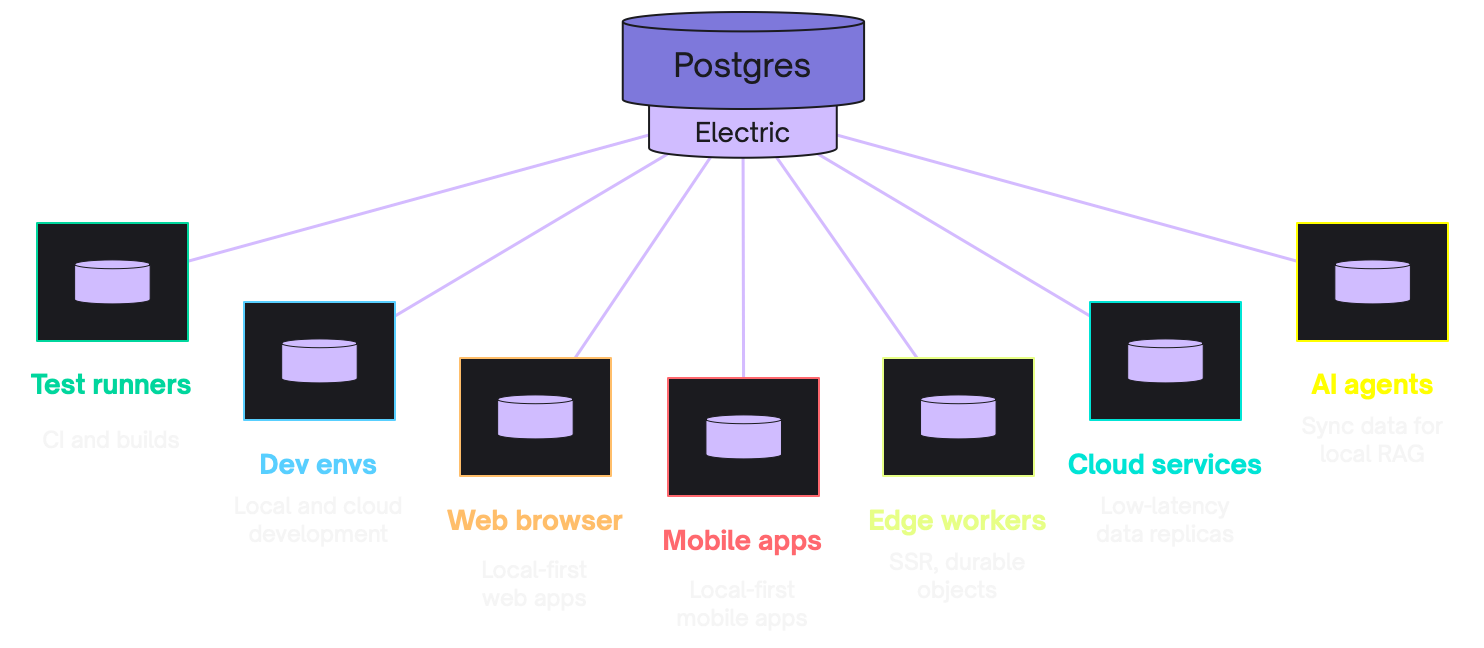 Postgres
Electric
Test runners
CI and builds
Dev envs
Local and cloud
development
Web browser
Local-first
web apps
Mobile apps
Local-first
mobile apps
Edge workers
SSR, durable
objects
Cloud services
Low-latency
data replicas
AI agents
Sync data for
local RAG